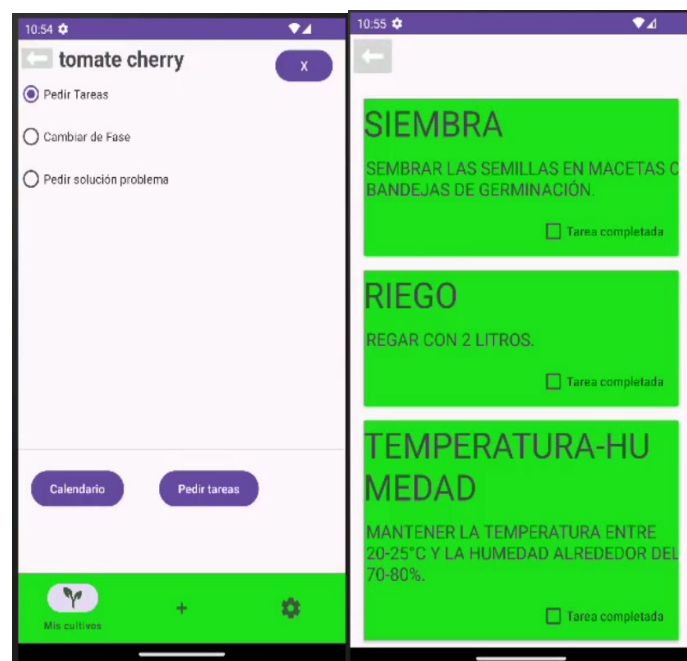 10:54
tomate cherry
X
Pedir Tareas
Cambiar de Fase
Pedir solución problema
Calendario
Pedir tareas
Mis cultivos
+
10:55
SIEMBRA
SEMBRAR LAS SEMILLAS EN MACETAS O
BANDEJAS DE GERMINACIÓN.
Tarea completada
RIEGO
REGAR CON 2 LITROS.
Tarea completada
TEMPERATURA-HU
MEDAD
MANTENER LA TEMPERATURA ENTRE
20-25°C Y LA HUMEDAD ALREDEDOR DEL
70-80%.
Tarea completada